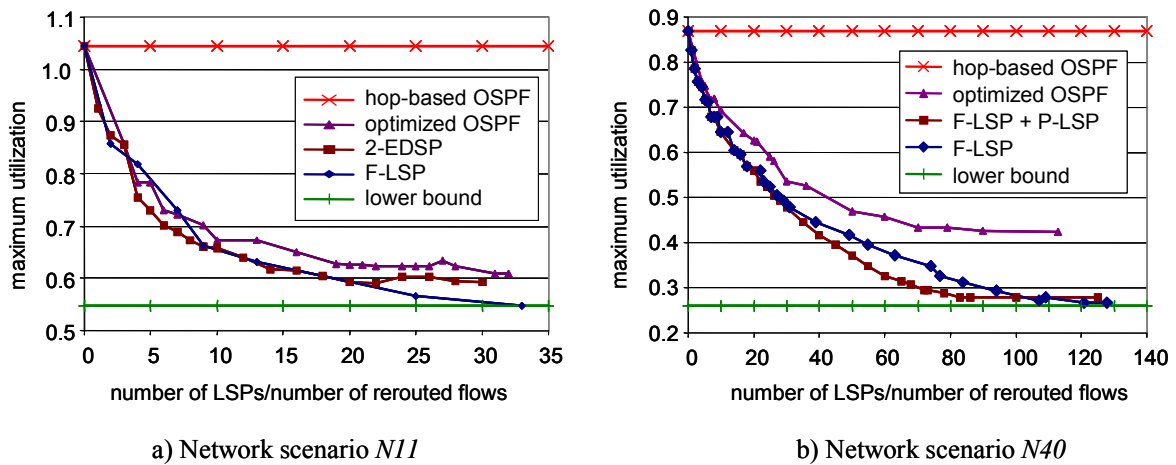 1.1
1.0
0.9
0.8
0.7
0.6
0.5
maximum utilization
hop-based OSPF
optimized OSPF
2-EDSP
F-LSP
lower bound
0 5 10 15 20 25 30 35
number of LSPs/number of rerouted flows
a) Network scenario N11
0.9
0.8
0.7
0.6
0.5
0.4
0.3
0.2
maximum utilization
hop-based OSPF
optimized OSPF
F-LSP + P-LSP
F-LSP
lower bound
0 20 40 60 80 100 120 140
number of LSPs/number of rerouted flows
b) Network scenario N40